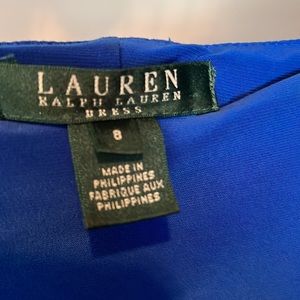 LAUREN
RALPH LAUREN
DRESS
8
MADE IN
PHILIPPINES
FABRIQUE AUX
PHILIPPINES